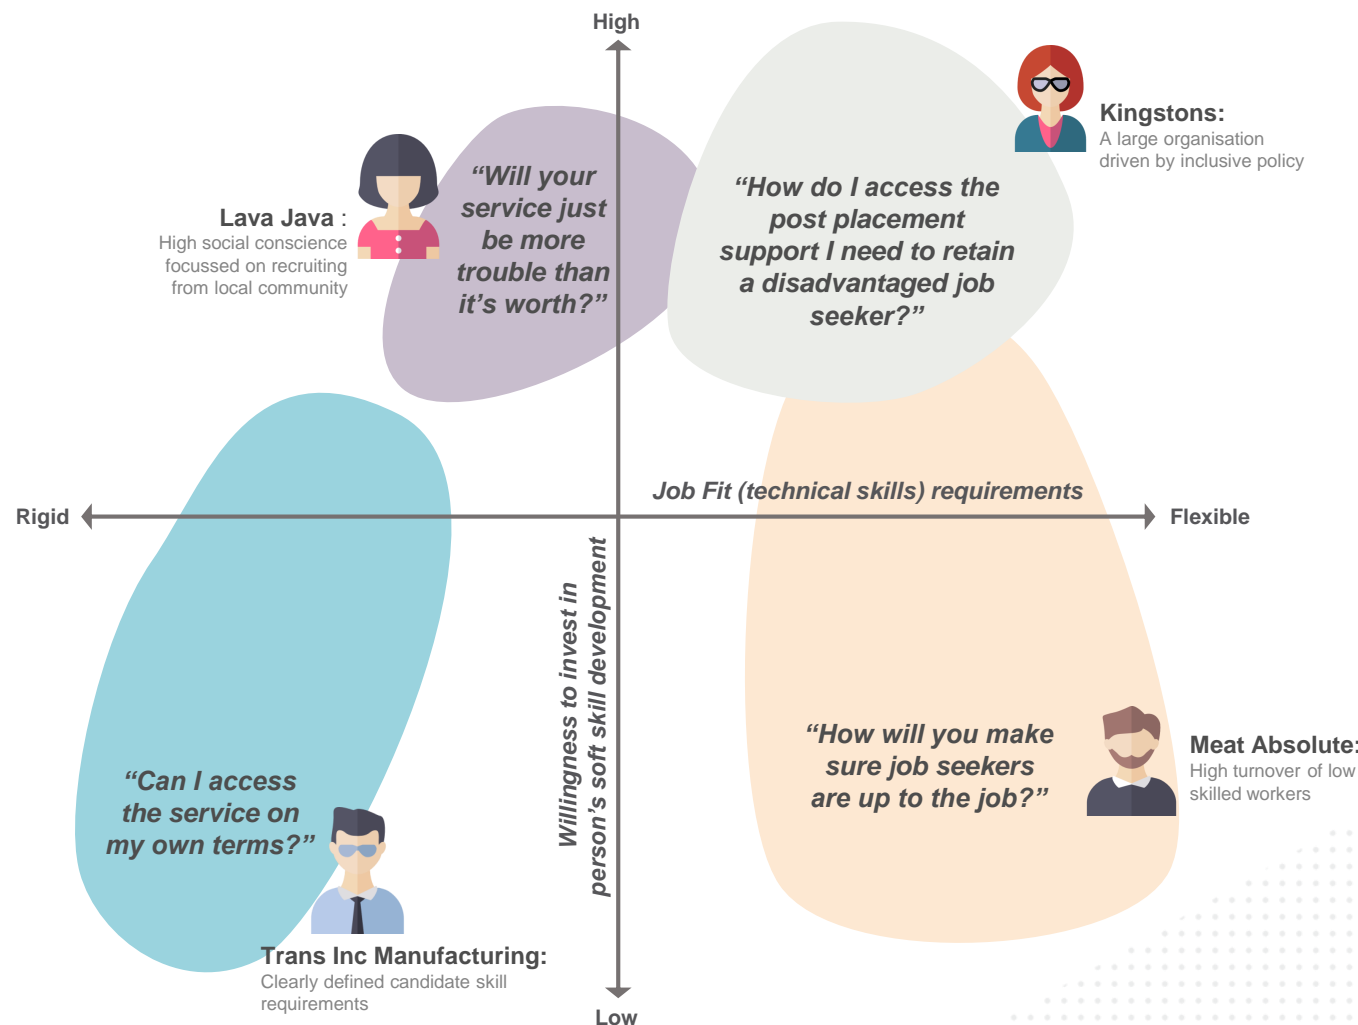 High
Kingstons:
A large organisation
driven by inclusive policy
Lava Java :
High social conscience
focussed on recruiting
from local community
“Will your
service just
be more
trouble than
it’s worth?”
“How do I access the
post placement
support I need to retain
a disadvantaged job
seeker?”
Job Fit (technical skills) requirements
Rigid
Flexible
Willingness to invest in
person’s soft skill development
“Can I access
the service on
my own terms?”
Trans Inc Manufacturing:
Clearly defined candidate skill
requirements
“How will you make
sure job seekers
are up to the job?”
Meat Absolute:
High turnover of low
skilled workers
Low